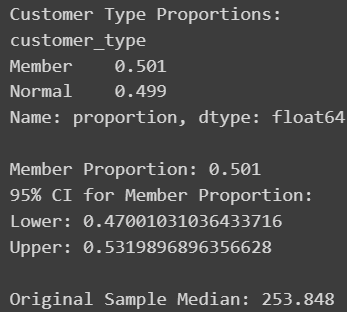 Customer Type Proportions:
customer_type
Member    0.501
Normal    0.499
Name: proportion, dtype: float64

Member Proportion: 0.501
95% CI for Member Proportion:
Lower: 0.47001031036433716
Upper: 0.5319896896356628

Original Sample Median: 253.848